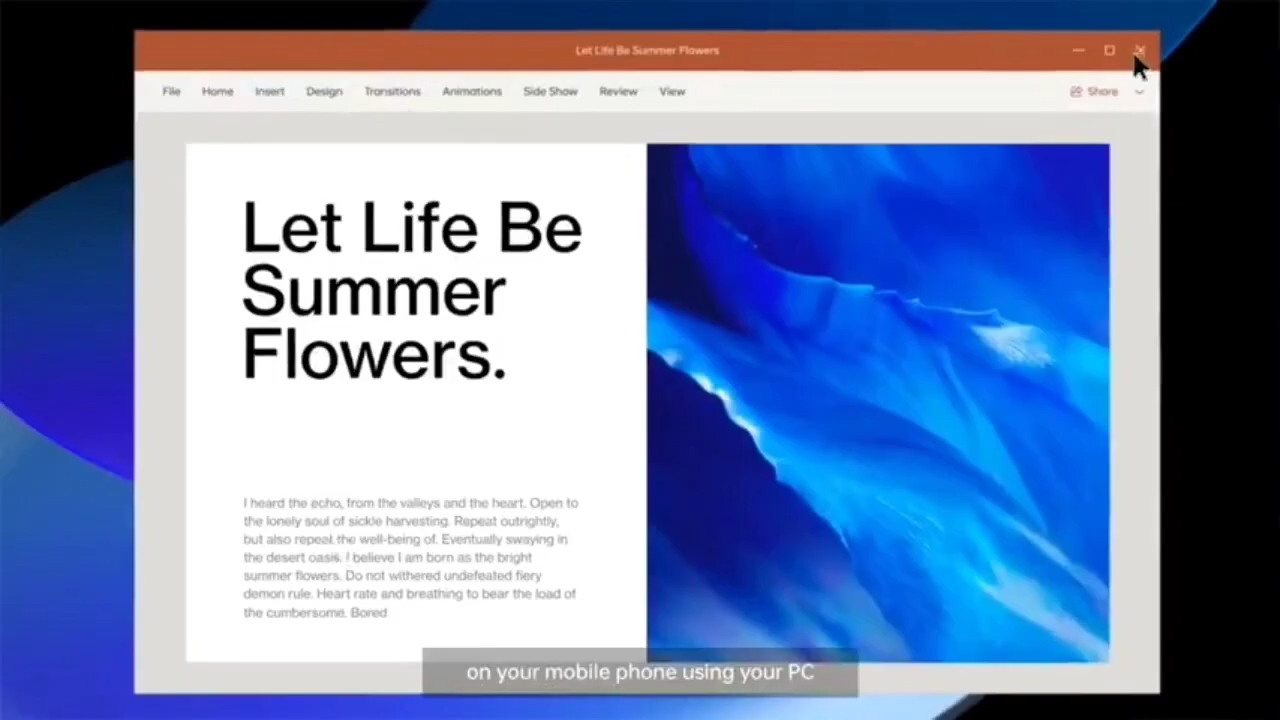 Let Life Be Summer Flowers
File Home Insert Design Transitions Animations Side Show Review View Share
Let Life Be
Summer
Flowers.
I heard the echo, from the valleys and the heart. Open to
the lonely soul of sickle harvesting. Repeat outrightly,
but also repeat the well-being of. Eventually swaying in
the desert oasis. I believe I am born as the bright
summer flowers. Do not withered undefeated fiery
demon rule. Heart rate and breathing to bear the load of
the cumbersome. Bored
on your mobile phone using your PC